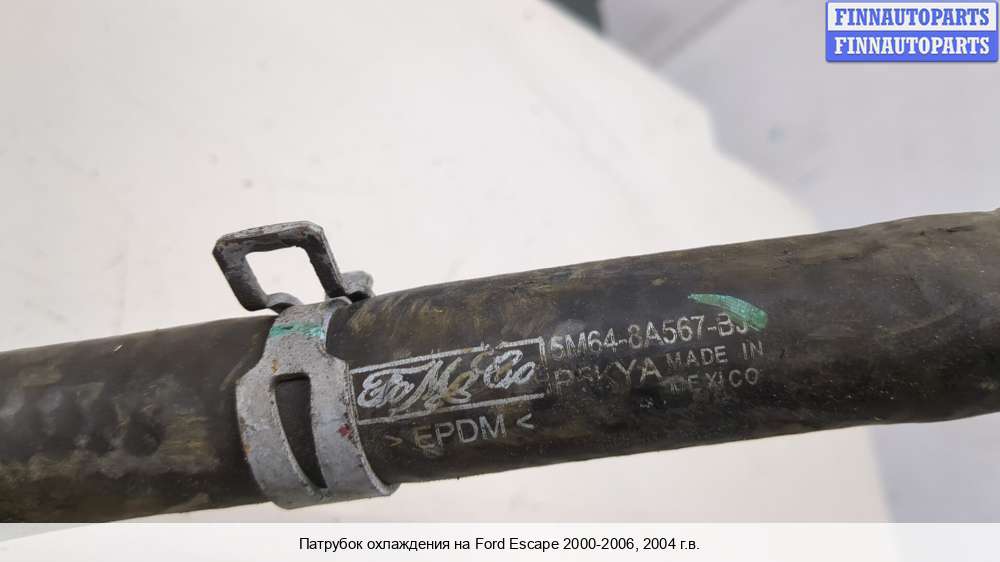 FINNAUTOPARTS
FINNAUTOPARTS
FoMoCo
5M64-8A567-BJ
MADE IN
MEXICO
> EPDM <
Патрубок охлаждения на Ford Escape 2000-2006, 2004 г.в.